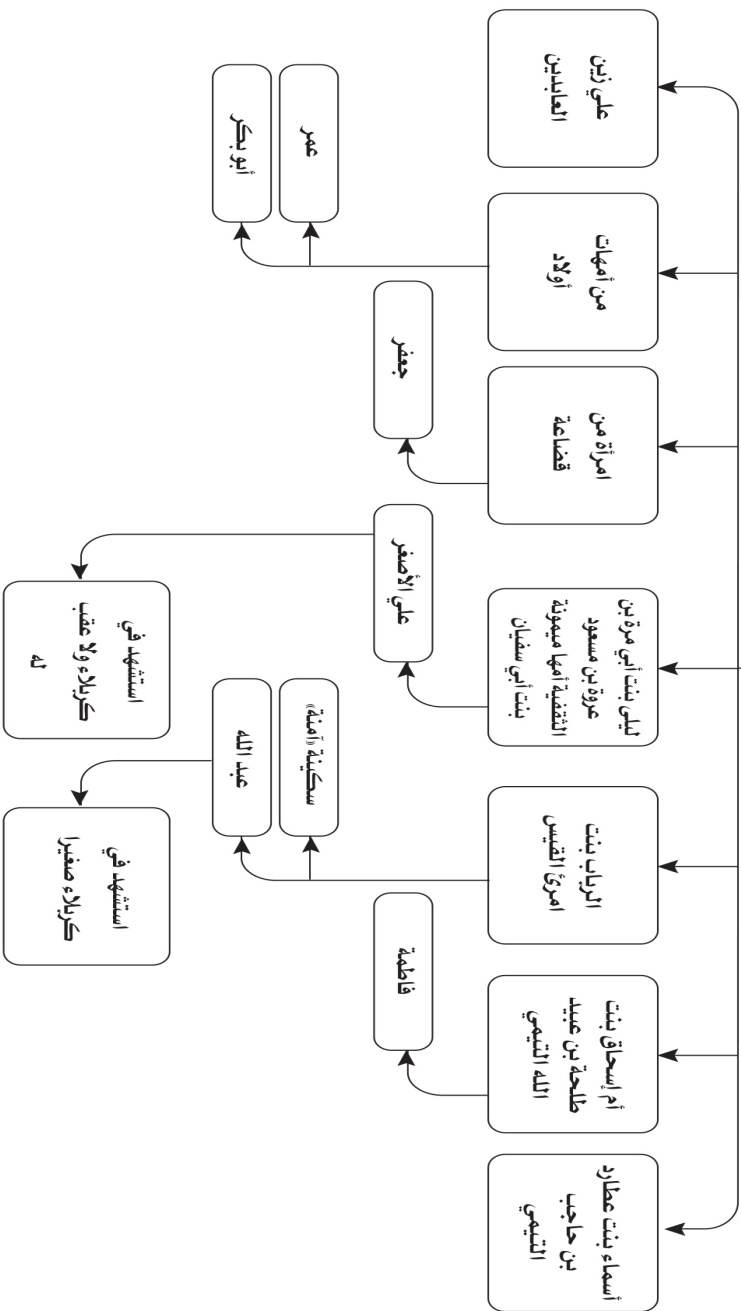 أسماء بنت عطارد
بن حاجب
التيمي
أم إسحاق بنت
طلحة بن عبيد
الله التيمي
الرباب بنت
امرئ القيس
ليلى بنت أبي مرة بن
عروة بن مسعود
الثقفية أمها ميمونة
بنت أبي سفيان
امرأة من
قضاعة
من أمهات
أولاد
علي زين
العابدين
فاطمة
علي الأصغر
جعفر
سكينة «آمنة»
عمر
عبد الله
أبو بكر
استشهد في
كربلاء صغيرا
استشهد في
كربلاء ولا عقب
له